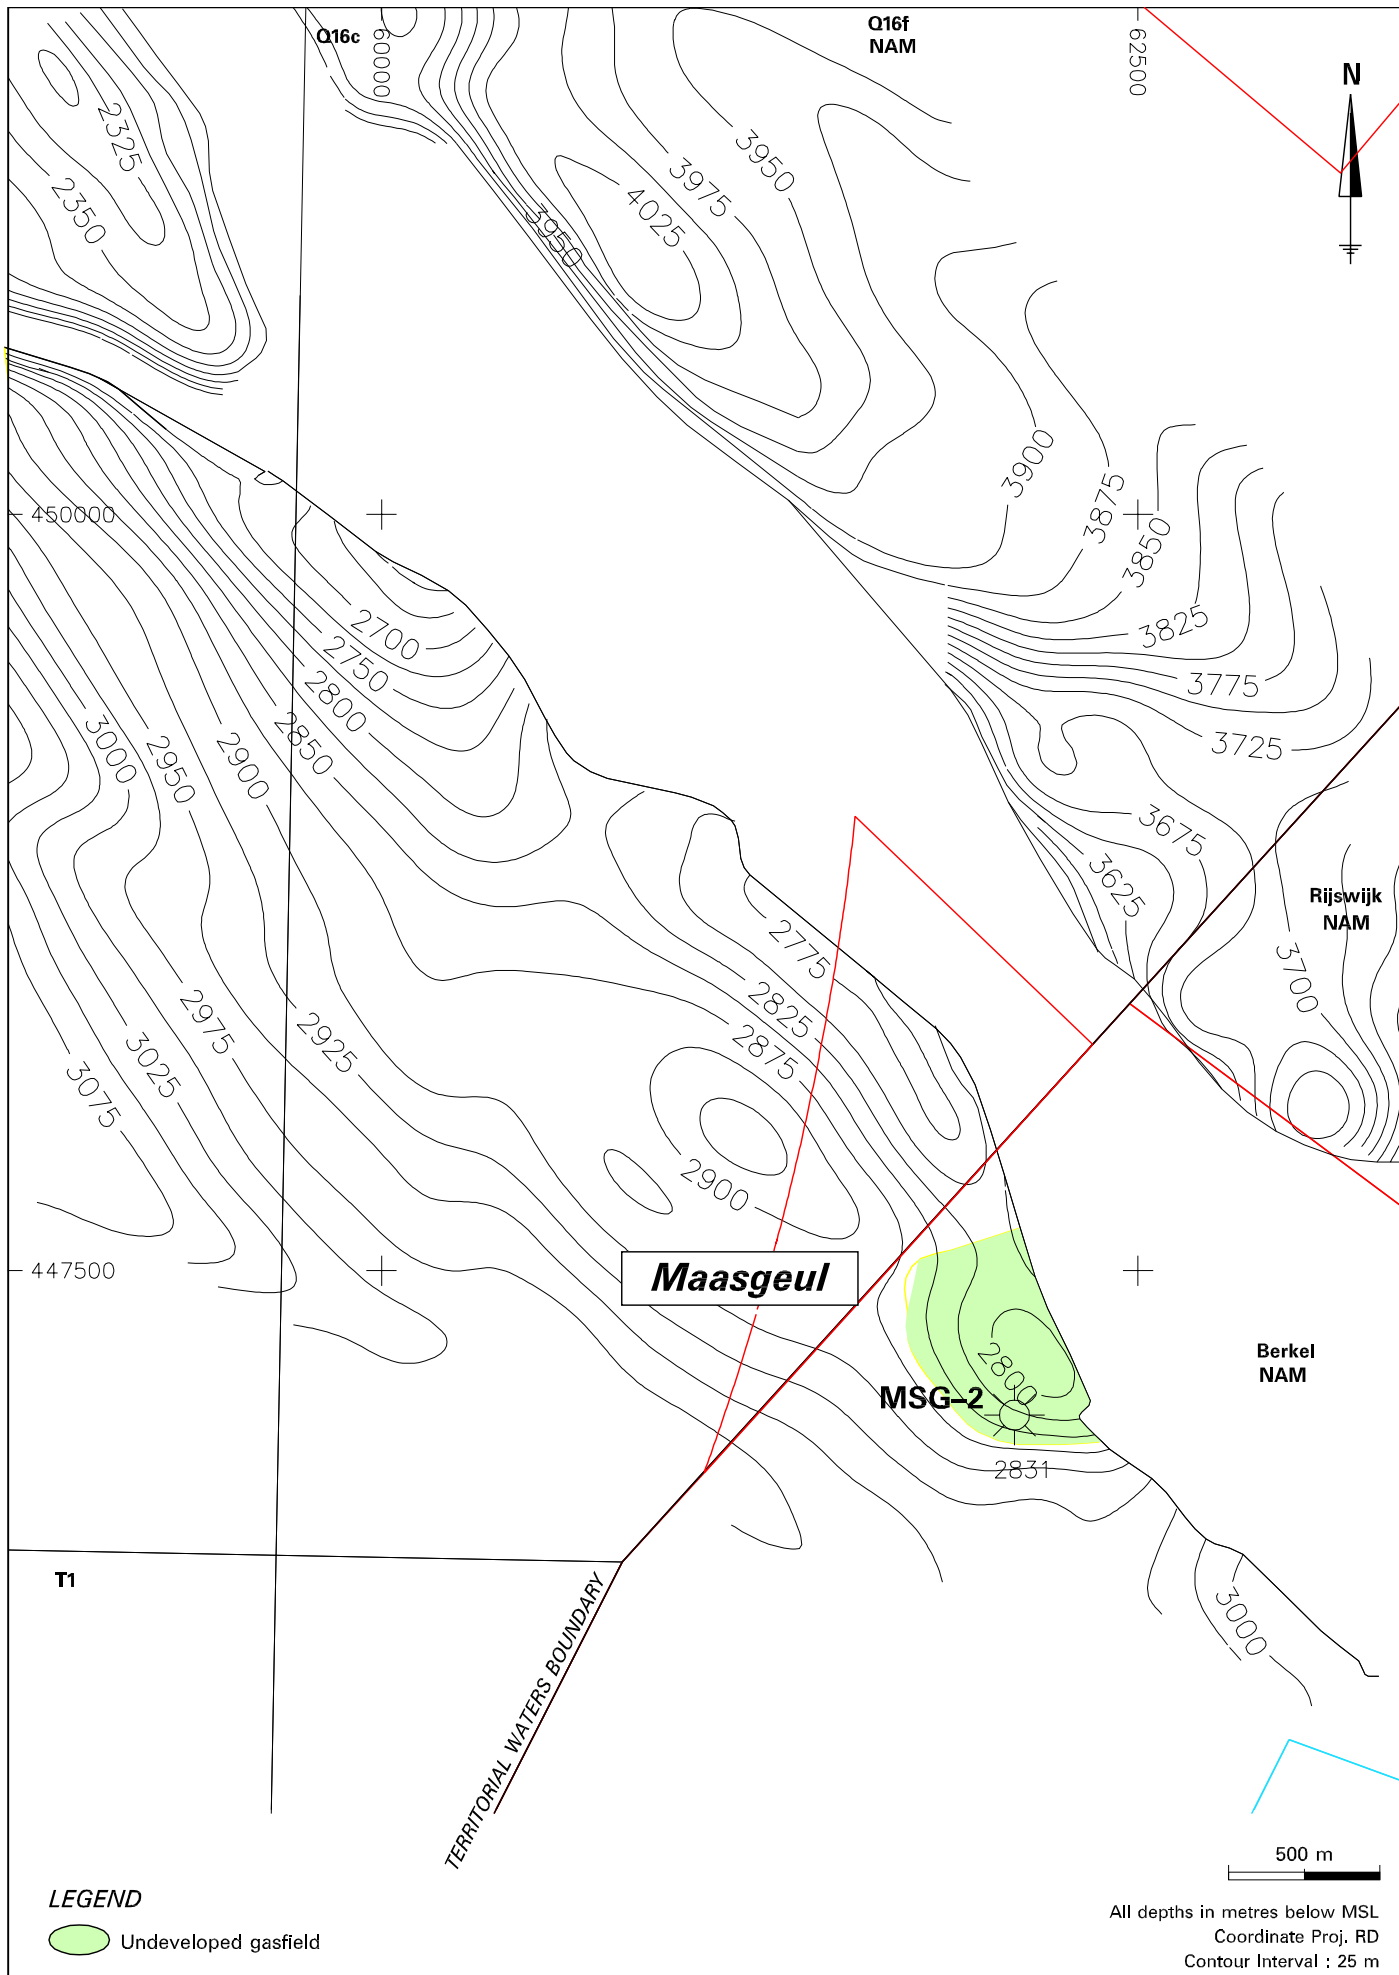 Q16c
60000
Q16f
NAM
62500
N
2325
2350
3950
3975
4025
3950
3900
3875
3850
3825
3775
3725
3675
3625
3700
Rijswijk
NAM
450000
2700
2750
2800
2850
2900
2950
3000
2775
2825
2875
2900
2975
2925
3025
3075
447500
Maasgeul
2800
MSG–2
2831
Berkel
NAM
3000
T1
TERRITORIAL WATERS BOUNDARY
500 m
LEGEND
Undeveloped gasfield
All depths in metres below MSL
Coordinate Proj. RD
Contour Interval : 25 m